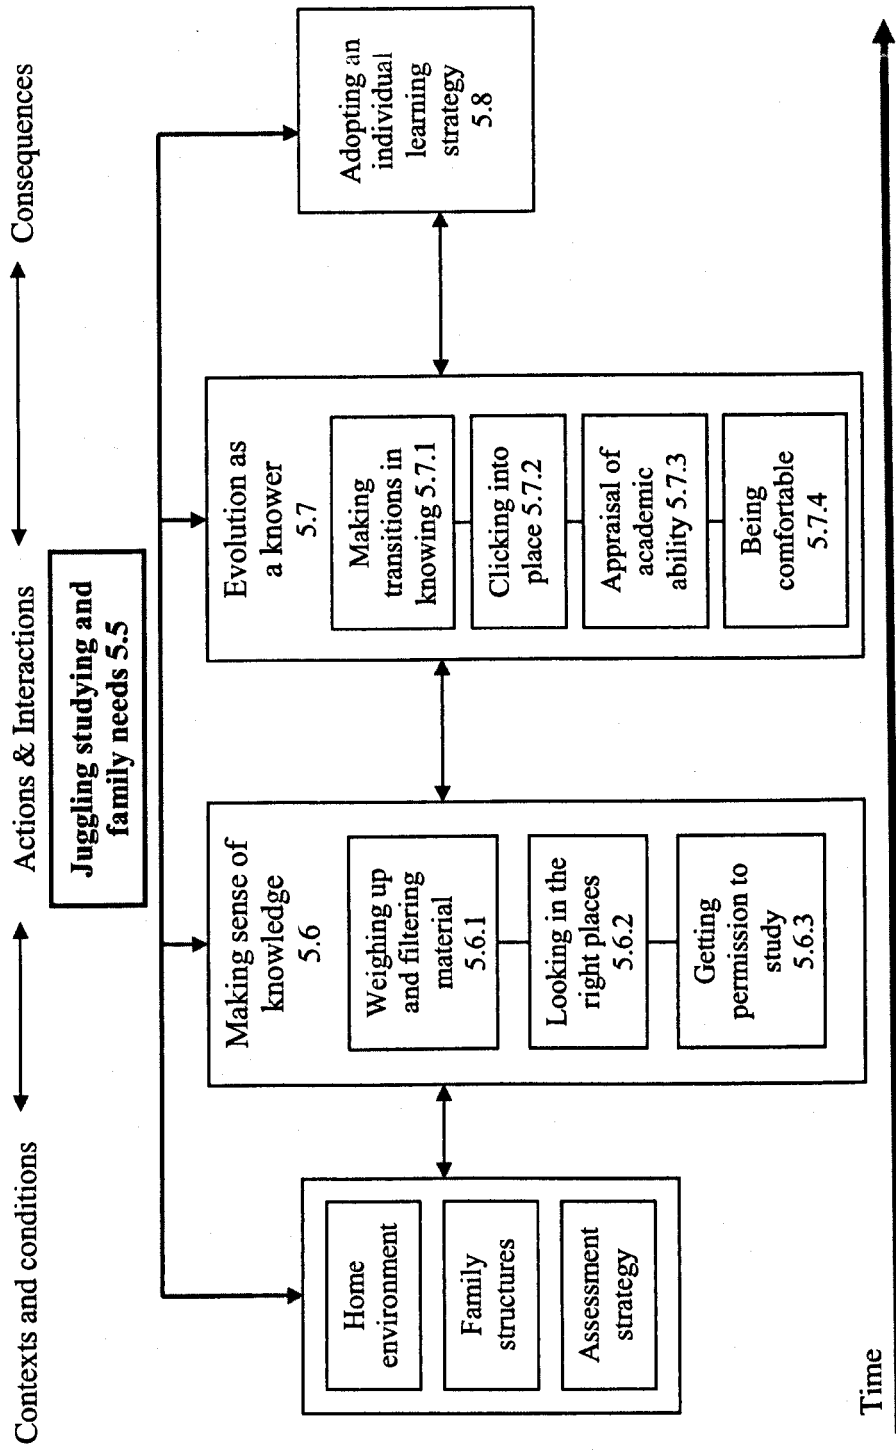 Contexts and conditions
Actions & Interactions
Consequences
Juggling studying and
family needs 5.5
Home
environment
Family
structures
Assessment
strategy
Making sense of
knowledge
5.6
Weighing up
and filtering
material
5.6.1
Looking in the
right places
5.6.2
Getting
permission to
study
5.6.3
Evolution as
a knower
5.7
Making
transitions in
knowing 5.7.1
Clicking into
place 5.7.2
Appraisal of
academic
ability 5.7.3
Being
comfortable
5.7.4
Adopting an
individual
learning
strategy
5.8
Time